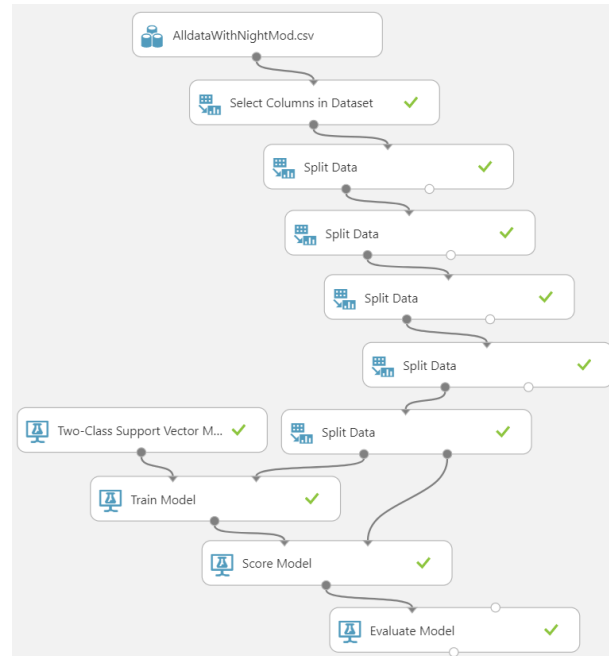 AlldataWithNightMod.csv
Select Columns in Dataset
Split Data
Split Data
Split Data
Split Data
Two-Class Support Vector M...
Split Data
Train Model
Score Model
Evaluate Model